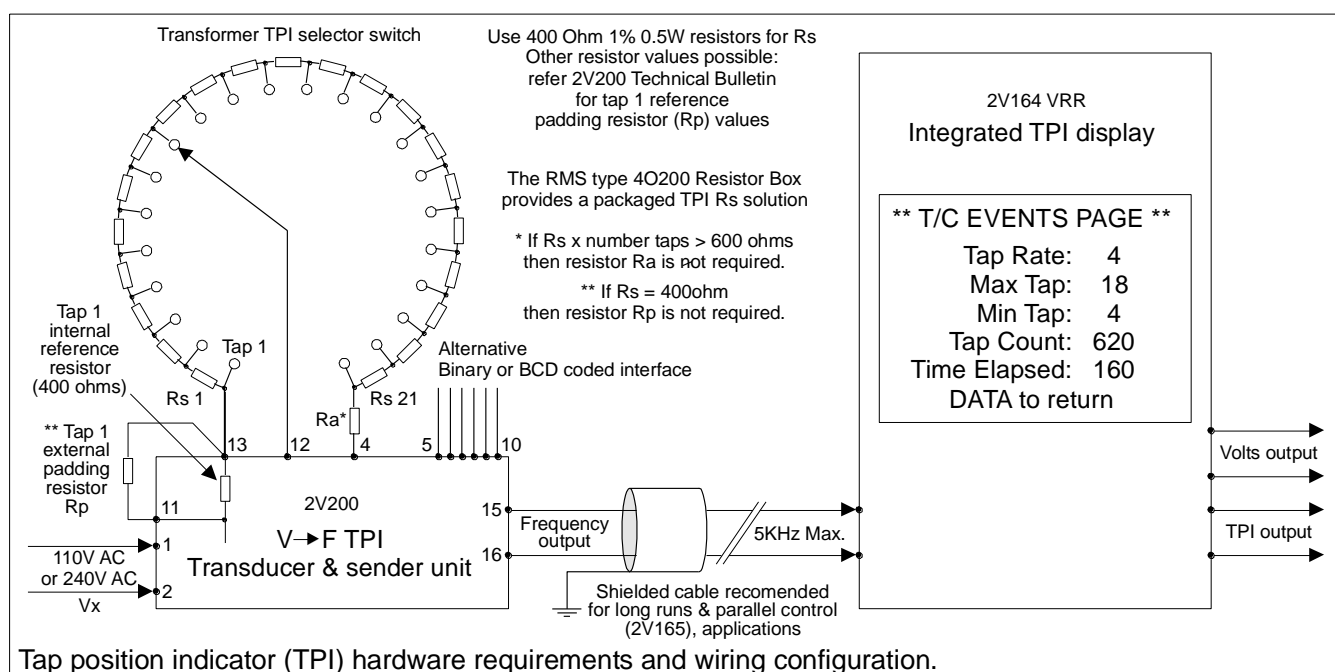 Transformer TPI selector switch
Use 400 Ohm 1% 0.5W resistors for Rs
Other resistor values possible:
refer 2V200 Technical Bulletin
for tap 1 reference
padding resistor (Rp) values
The RMS type 4O200 Resistor Box
provides a packaged TPI Rs solution
* If Rs x number taps > 600 ohms
then resistor Ra is not required.
** If Rs = 400ohm
then resistor Rp is not required.
Tap 1
internal
reference
resistor
(400 ohms)
Tap 1
Rs 1
Rs 21
Ra*
Alternative
Binary or BCD coded interface
** Tap 1
external
padding
resistor
Rp
13
12
4
5
10
11
1
2
15
16
2V200
V→F TPI
Transducer & sender unit
110V AC
or 240V AC
Vx
Frequency
output
5KHz Max.
Shielded cable recomended
for long runs & parallel control
(2V165), applications
2V164 VRR
Integrated TPI display
** T/C EVENTS PAGE **
Tap Rate: 4
Max Tap: 18
Min Tap: 4
Tap Count: 620
Time Elapsed: 160
DATA to return
Volts output
TPI output
Tap position indicator (TPI) hardware requirements and wiring configuration.